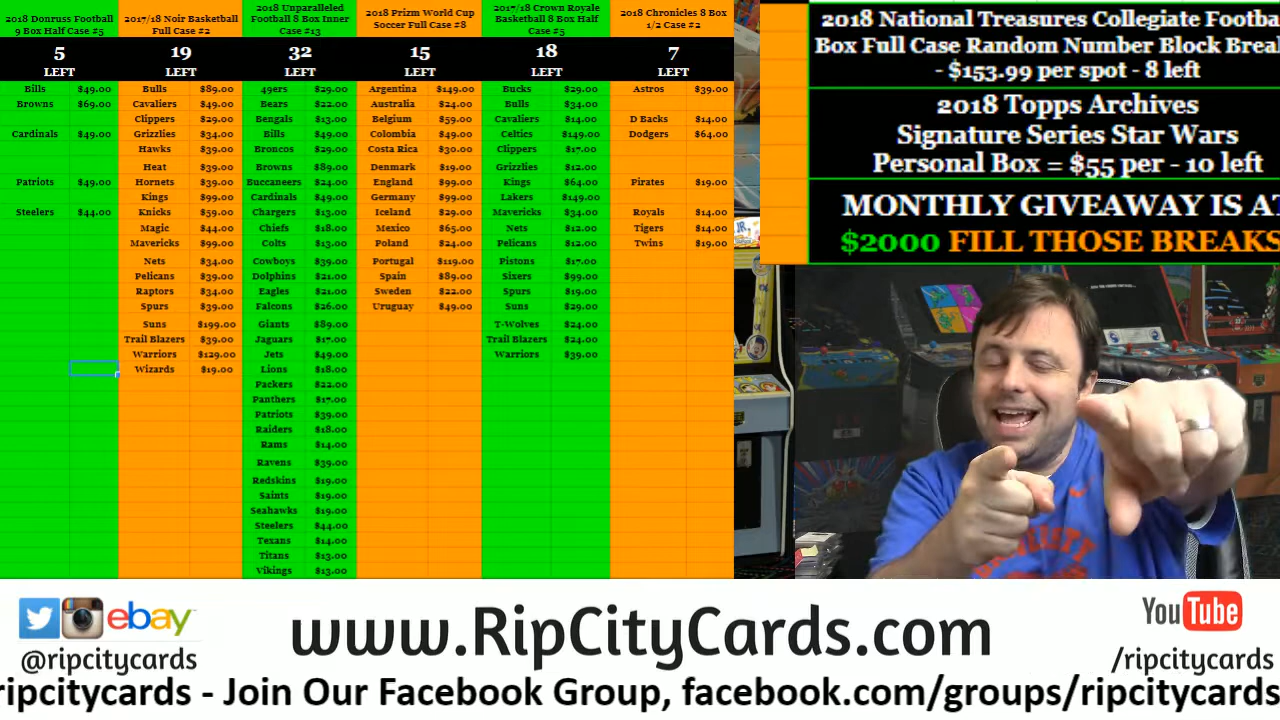 2018 Donruss Football
9 Box Half Case #5
5
LEFT
Bills $49.00
Browns $69.00
Cardinals $49.00
Patriots $49.00
Steelers $44.00
2017/18 Noir Basketball
Full Case #2
19
LEFT
Bulls $89.00
Cavaliers $49.00
Clippers $29.00
Grizzlies $34.00
Hawks $39.00
Heat $39.00
Hornets $39.00
Kings $99.00
Knicks $59.00
Magic $44.00
Mavericks $99.00
Nets $34.00
Pelicans $39.00
Raptors $34.00
Spurs $39.00
Suns $199.00
Trail Blazers $39.00
Warriors $129.00
Wizards $19.00
2018 Unparalleled
Football 8 Box Inner
Case #13
32
LEFT
49ers $29.00
Bears $22.00
Bengals $13.00
Bills $49.00
Broncos $29.00
Browns $89.00
Buccaneers $24.00
Cardinals $49.00
Chargers $13.00
Chiefs $18.00
Colts $13.00
Cowboys $39.00
Dolphins $21.00
Eagles $21.00
Falcons $26.00
Giants $89.00
Jaguars $17.00
Jets $49.00
Lions $18.00
Packers $22.00
Panthers $17.00
Patriots $39.00
Raiders $18.00
Rams $14.00
Ravens $39.00
Redskins $19.00
Saints $19.00
Seahawks $19.00
Steelers $44.00
Texans $14.00
Titans $13.00
Vikings $13.00
2018 Prizm World Cup
Soccer Full Case #8
15
LEFT
Argentina $149.00
Australia $24.00
Belgium $59.00
Colombia $49.00
Costa Rica $30.00
Denmark $19.00
England $99.00
Germany $99.00
Iceland $29.00
Mexico $65.00
Poland $24.00
Portugal $119.00
Spain $89.00
Sweden $22.00
Uruguay $49.00
2017/18 Crown Royale
Basketball 8 Box Half
Case #5
18
LEFT
Bucks $29.00
Bulls $34.00
Cavaliers $14.00
Celtics $149.00
Clippers $17.00
Grizzlies $12.00
Kings $64.00
Lakers $149.00
Mavericks $34.00
Nets $12.00
Pelicans $12.00
Pistons $17.00
Sixers $99.00
Spurs $19.00
Suns $29.00
T-Wolves $24.00
Trail Blazers $24.00
Warriors $39.00
2018 Chronicles 8 Box
1/2 Case #2
7
LEFT
Astros $39.00
D Backs $14.00
Dodgers $64.00
Pirates $19.00
Royals $14.00
Tigers $14.00
Twins $19.00
2018 National Treasures Collegiate Footba
Box Full Case Random Number Block Brea
- $153.99 per spot - 8 left
2018 Topps Archives
Signature Series Star Wars
Personal Box = $55 per - 10 left
MONTHLY GIVEAWAY IS AT
$2000 FILL THOSE BREAKS
ebay
@ripcitycards
www.RipCityCards.com
YouTube
/ripcitycards
ripcitycards - Join Our Facebook Group, facebook.com/groups/ripcitycards